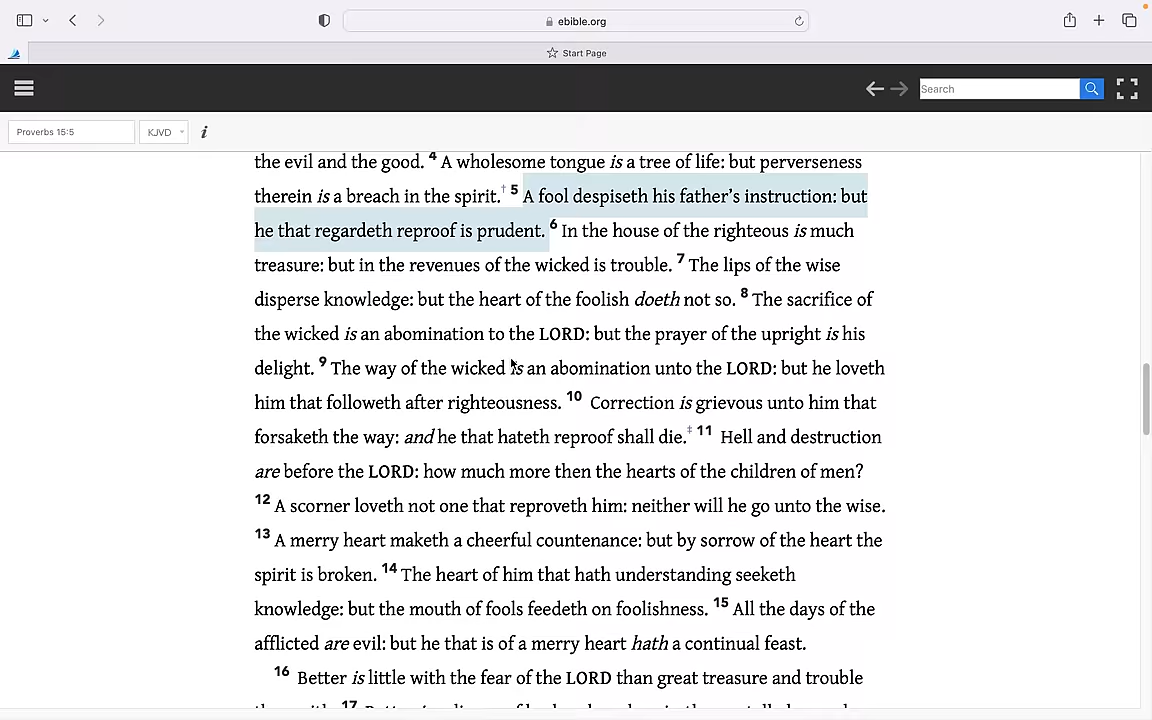 ebible.org
Start Page
Search
Proverbs 15:5
KJVD
i
the evil and the good. 4 A wholesome tongue is a tree of life: but perverseness
therein is a breach in the spirit.† 5 A fool despiseth his father’s instruction: but
he that regardeth reproof is prudent. 6 In the house of the righteous is much
treasure: but in the revenues of the wicked is trouble. 7 The lips of the wise
disperse knowledge: but the heart of the foolish doeth not so. 8 The sacrifice of
the wicked is an abomination to the LORD: but the prayer of the upright is his
delight. 9 The way of the wicked is an abomination unto the LORD: but he loveth
him that followeth after righteousness. 10 Correction is grievous unto him that
forsaketh the way: and he that hateth reproof shall die.‡ 11 Hell and destruction
are before the LORD: how much more then the hearts of the children of men?
12 A scorner loveth not one that reproveth him: neither will he go unto the wise.
13 A merry heart maketh a cheerful countenance: but by sorrow of the heart the
spirit is broken. 14 The heart of him that hath understanding seeketh
knowledge: but the mouth of fools feedeth on foolishness. 15 All the days of the
afflicted are evil: but he that is of a merry heart hath a continual feast.
16 Better is little with the fear of the LORD than great treasure and trouble
17